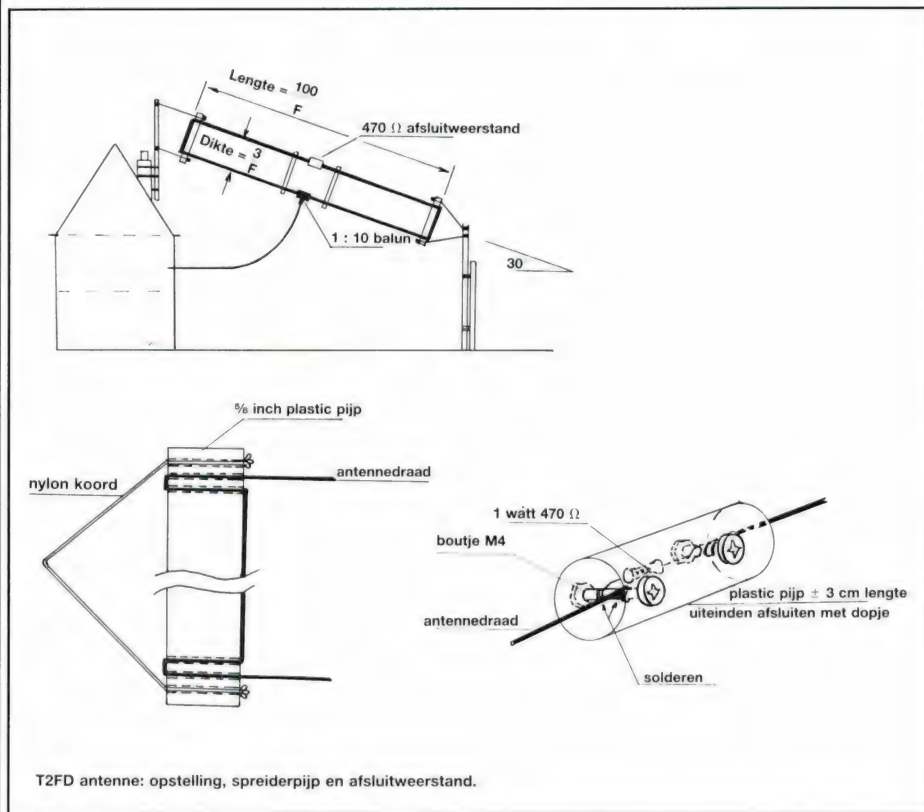 Lengte = 100
F
470 Ω afsluitweerstand
Dikte = 3
F
1 : 10 balun
30
⅝ inch plastic pijp
nylon koord
antennedraad
1 watt 470 Ω
boutje M4
plastic pijp ± 3 cm lengte
uiteinden afsluiten met dopje
antennedraad
solderen
T2FD antenne: opstelling, spreiderpijp en afsluitweerstand.